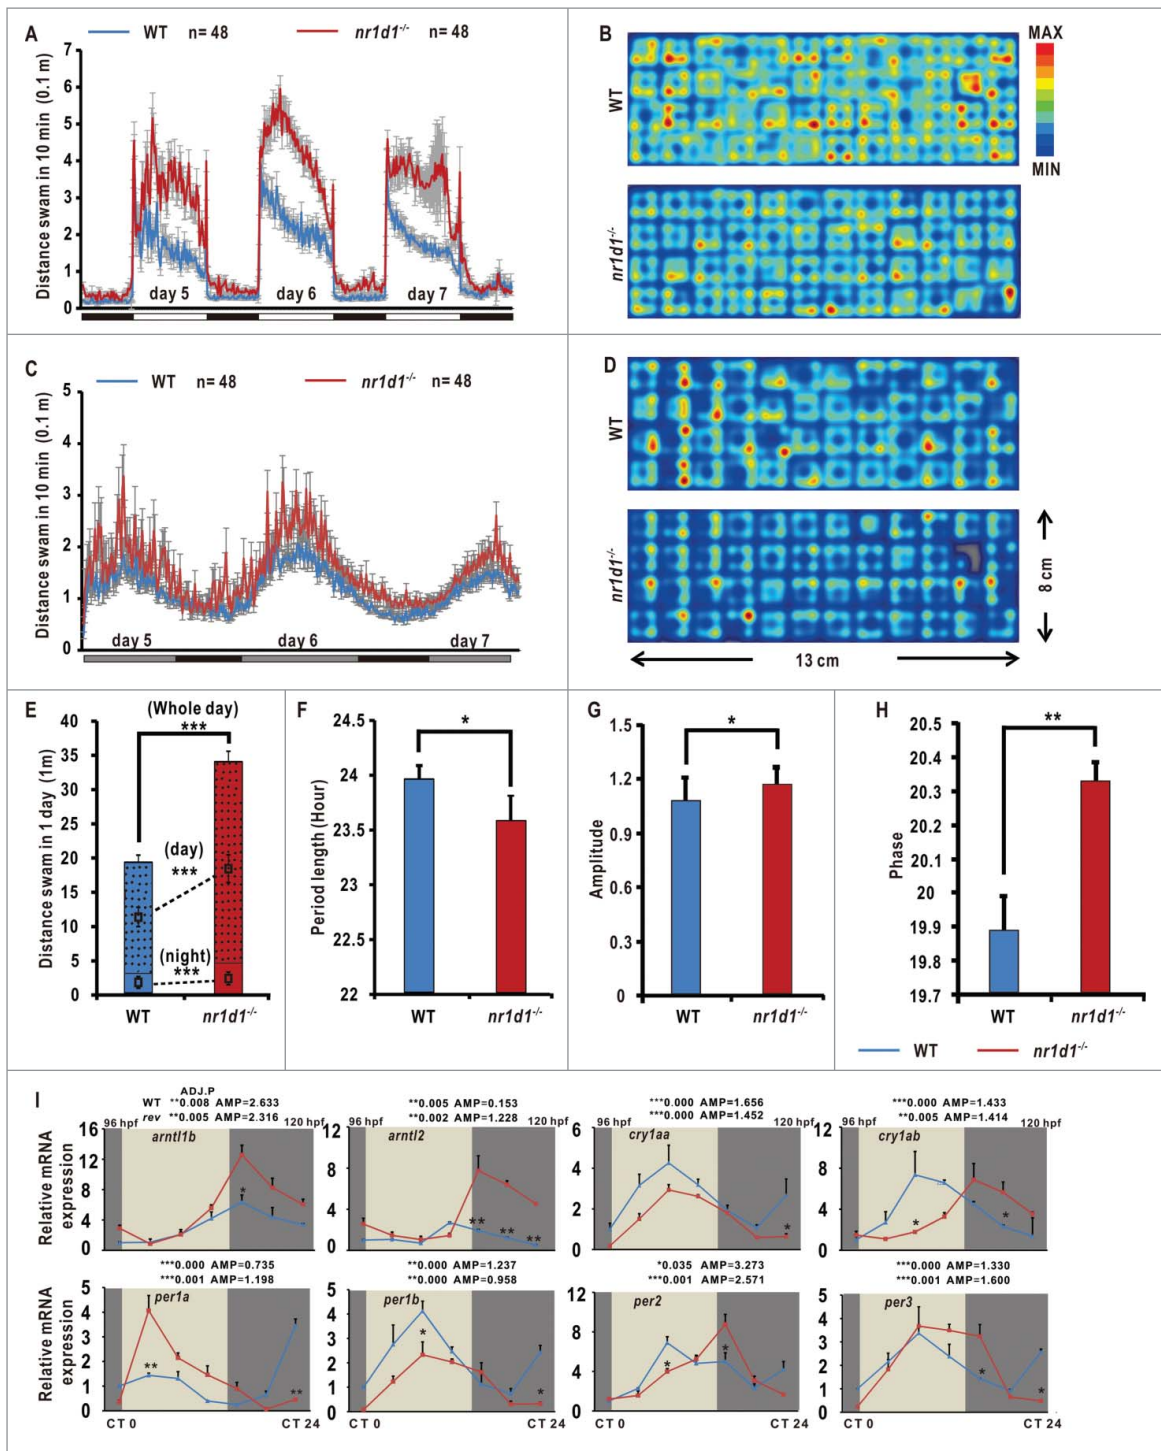 A
WT n= 48 nr1d1-/- n= 48
Distance swam in 10 min (0.1 m)
7
6
5
4
3
2
1
0
day 5 day 6 day 7
B
WT
nr1d1-/-
MAX
MIN
C
WT n= 48 nr1d1-/- n= 48
Distance swam in 10 min (0.1 m)
5
4
3
2
1
0
day 5 day 6 day 7
D
WT
nr1d1-/-
8 cm
13 cm
E
(Whole day)
***
Distance swam in 1 day (1m)
40
35
30
25
20
15
10
5
0
(day)
***
(night)
***
WT nr1d1-/-
F
*
Period length (Hour)
24.5
24
23.5
23
22.5
22
WT nr1d1-/-
G
*
Amplitude
1.5
1.2
0.9
0.6
0.3
0
WT nr1d1-/-
H
**
Phase
20.5
20.4
20.3
20.2
20.1
20
19.9
19.8
19.7
WT nr1d1-/-
WT nr1d1-/-
I
ADJ.P
WT **0.008 AMP=2.633
rev **0.005 AMP=2.316
96 hpf 120 hpf
arntl1b
Relative mRNA
expression
16
12
8
4
0
*
**0.005 AMP=0.153
**0.002 AMP=1.228
96 hpf 120 hpf
arntl2
12
8
4
0
** ** **
***0.000 AMP=1.656
***0.000 AMP=1.452
96 hpf 120 hpf
cry1aa
6
4
2
0
*
***0.000 AMP=1.433
**0.005 AMP=1.414
96 hpf 120 hpf
cry1ab
12
8
4
0
* *
***0.000 AMP=0.735
***0.001 AMP=1.198
per1a
Relative mRNA
expression
5
4
3
2
1
0
** **
CT 0 CT 24
**0.000 AMP=1.237
**0.000 AMP=0.958
per1b
5
4
3
2
1
0
* *
CT 0 CT 24
*0.035 AMP=3.273
***0.001 AMP=2.571
per2
12
8
4
0
* *
CT 0 CT 24
***0.000 AMP=1.330
***0.001 AMP=1.600
per3
5
4
3
2
1
0
* *
CT 0 CT 24